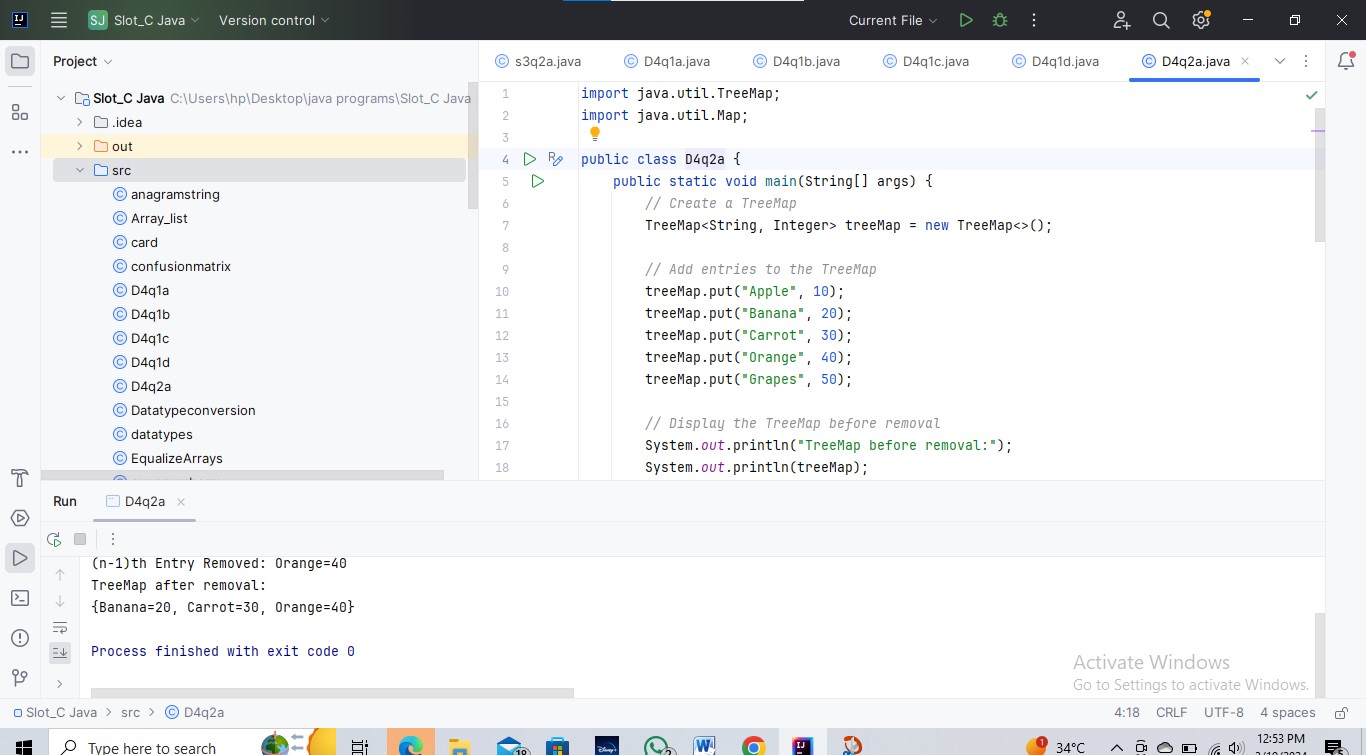 SJ Slot_C Java Version control Current File
Project
s3q2a.java D4q1a.java D4q1b.java D4q1c.java D4q1d.java D4q2a.java
Slot_C Java C:\Users\hp\Desktop\java programs\Slot_C Java
.idea
out
src
anagramstring
Array_list
card
confusionmatrix
D4q1a
D4q1b
D4q1c
D4q1d
D4q2a
Datatypeconversion
datatypes
EqualizeArrays
1 import java.util.TreeMap;
2 import java.util.Map;
3
4 public class D4q2a {
5 public static void main(String[] args) {
6 // Create a TreeMap
7 TreeMap<String, Integer> treeMap = new TreeMap<>();
8
9 // Add entries to the TreeMap
10 treeMap.put("Apple", 10);
11 treeMap.put("Banana", 20);
12 treeMap.put("Carrot", 30);
13 treeMap.put("Orange", 40);
14 treeMap.put("Grapes", 50);
15
16 // Display the TreeMap before removal
17 System.out.println("TreeMap before removal:");
18 System.out.println(treeMap);
Run D4q2a
(n-1)th Entry Removed: Orange=40
TreeMap after removal:
{Banana=20, Carrot=30, Orange=40}
Process finished with exit code 0
Activate Windows
Go to Settings to activate Windows.
Slot_C Java > src > D4q2a 4:18 CRLF UTF-8 4 spaces
Type here to search 34°C 12:53 PM